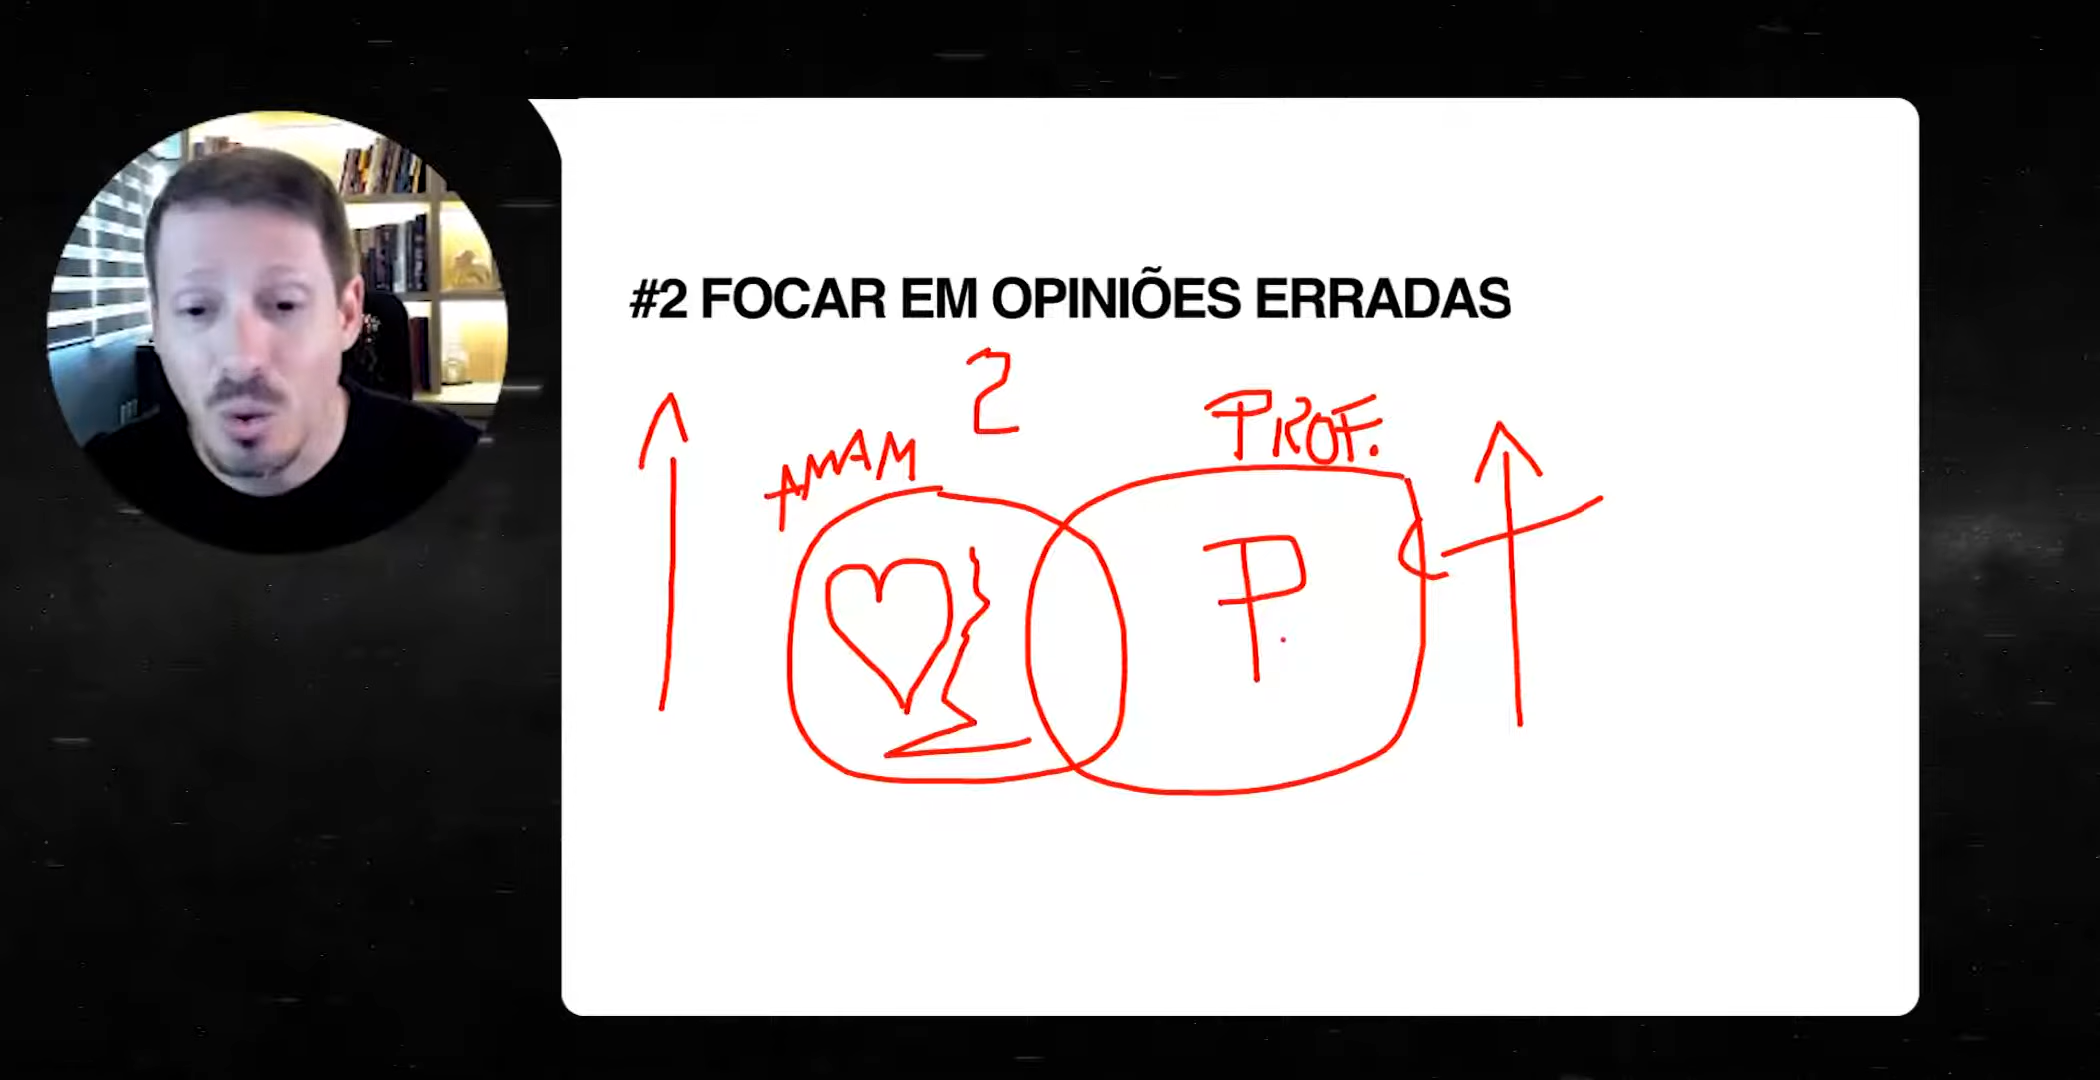 #2 FOCAR EM OPINIÕES ERRADAS
2
AMAM
PROF.
P